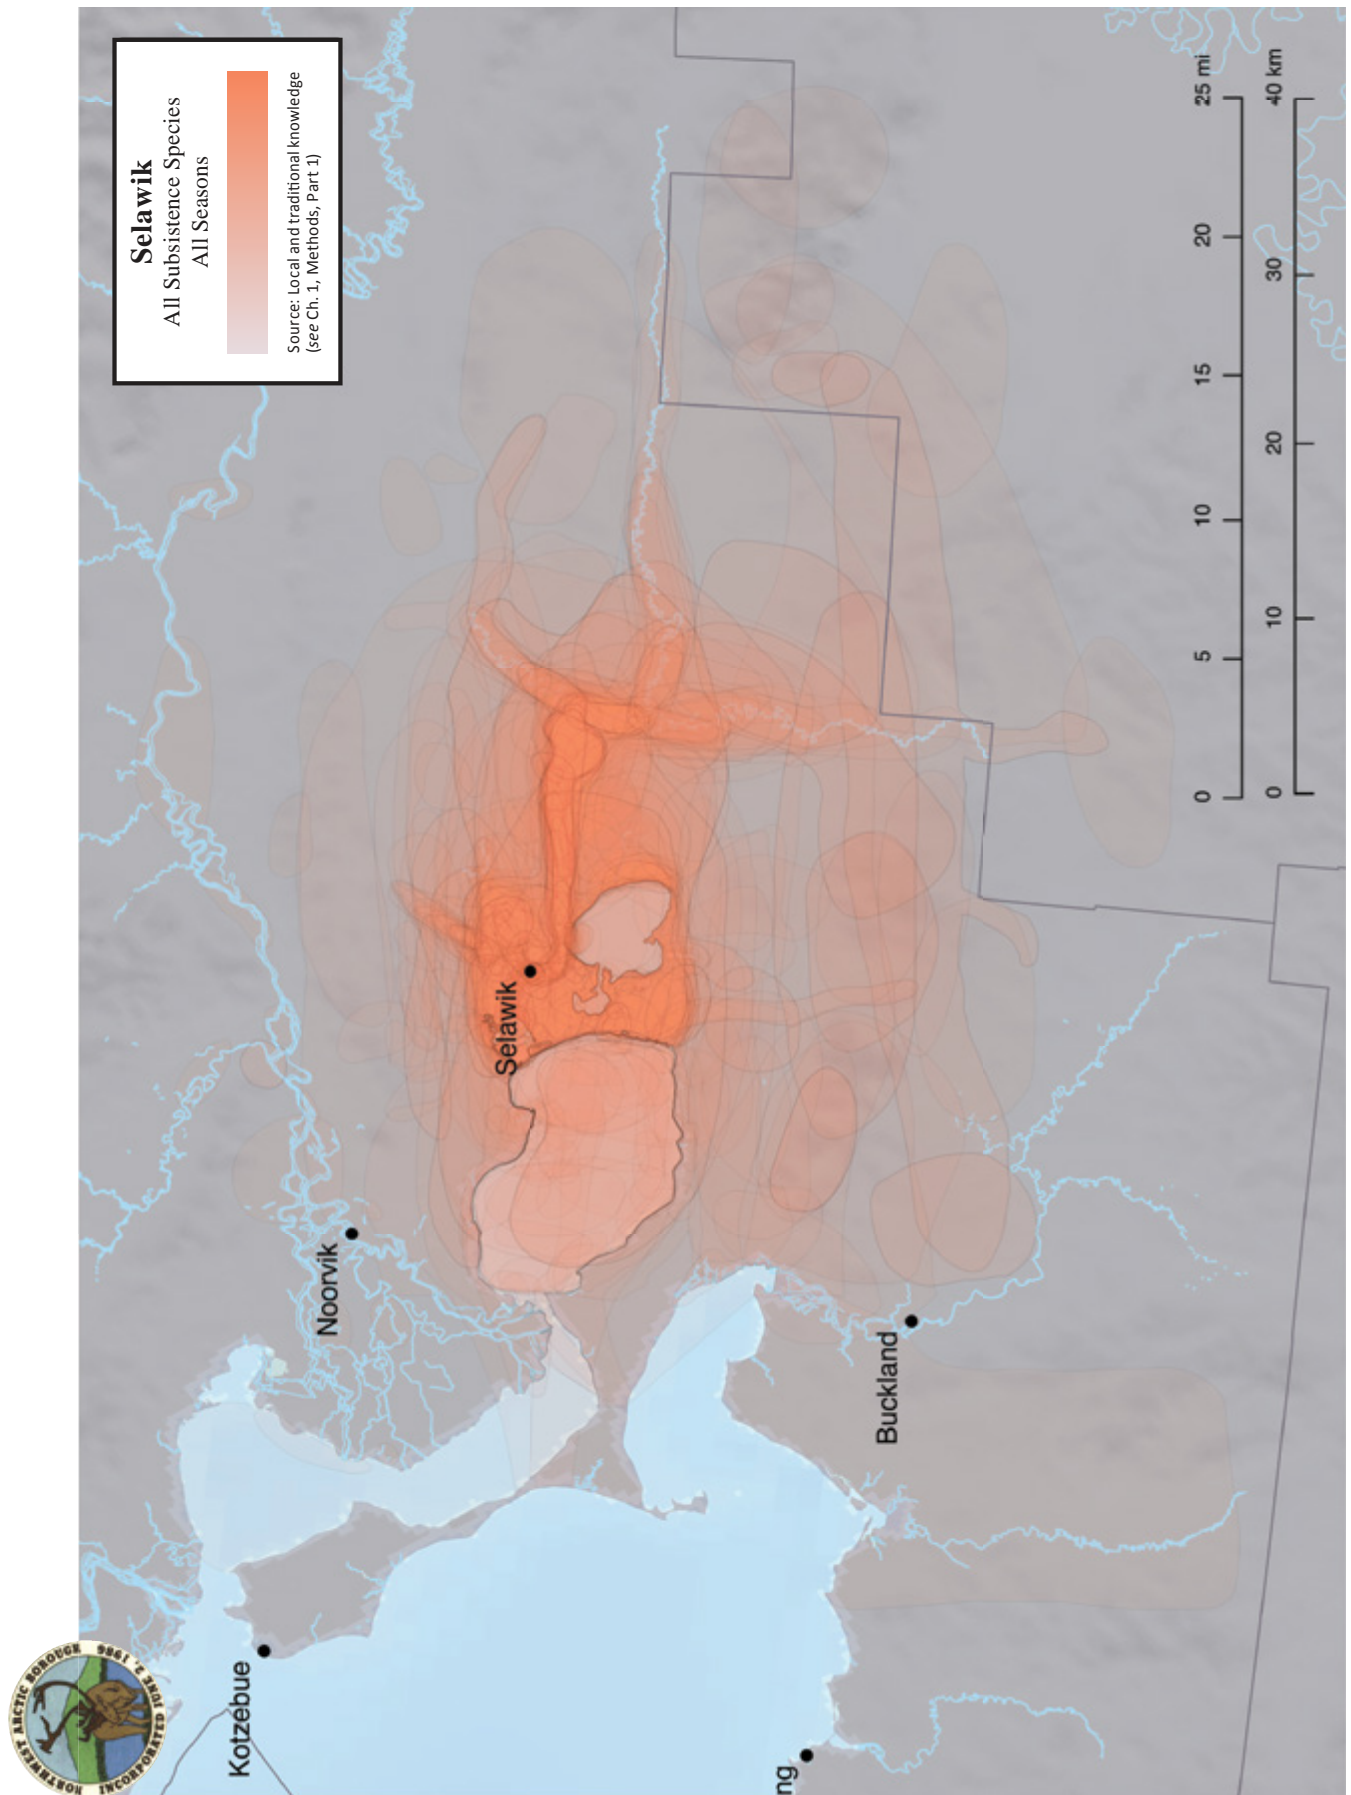 Selawik
All Subsistence Species
All Seasons
Source: Local and traditional knowledge
(see Ch. 1, Methods, Part 1)
Kotzebue
Noorvik
Selawik
Buckland
ng
0 5 10 15 20 25 mi
0 10 20 30 40 km
NORTHWEST ARCTIC BOROUGH
INCORPORATED JUNE 2, 1986